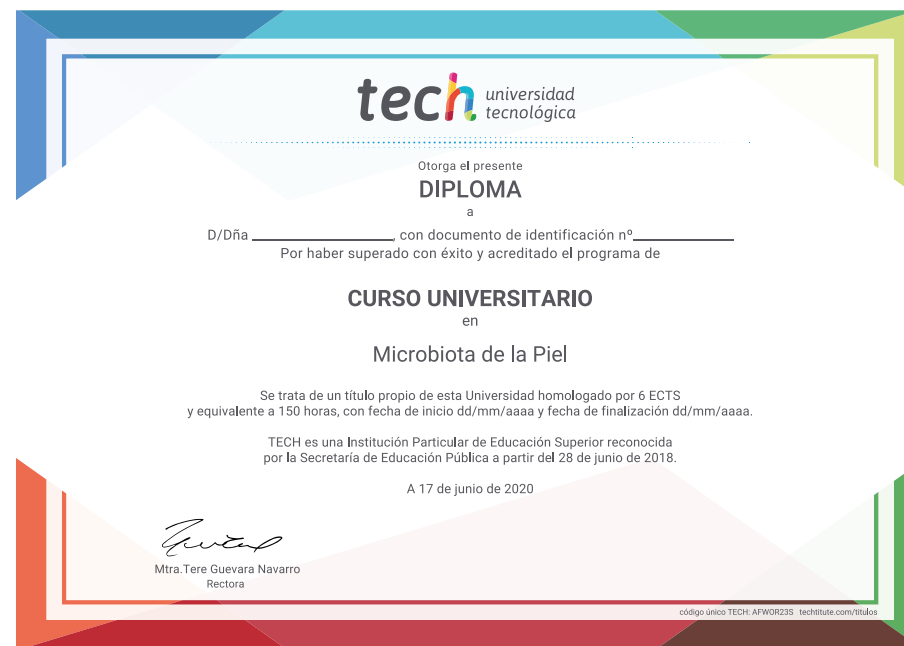 tech universidad
tecnológica
Otorga el presente
DIPLOMA
a
D/Dña ____________, con documento de identificación nº____________
Por haber superado con éxito y acreditado el programa de
CURSO UNIVERSITARIO
en
Microbiota de la Piel
Se trata de un título propio de esta Universidad homologado por 6 ECTS
y equivalente a 150 horas, con fecha de inicio dd/mm/aaaa y fecha de finalización dd/mm/aaaa.
TECH es una Institución Particular de Educación Superior reconocida
por la Secretaría de Educación Pública a partir del 28 de junio de 2018.
A 17 de junio de 2020
Mtra.Tere Guevara Navarro
Rectora
código único TECH: AFWOR23S techtitute.com/titulos